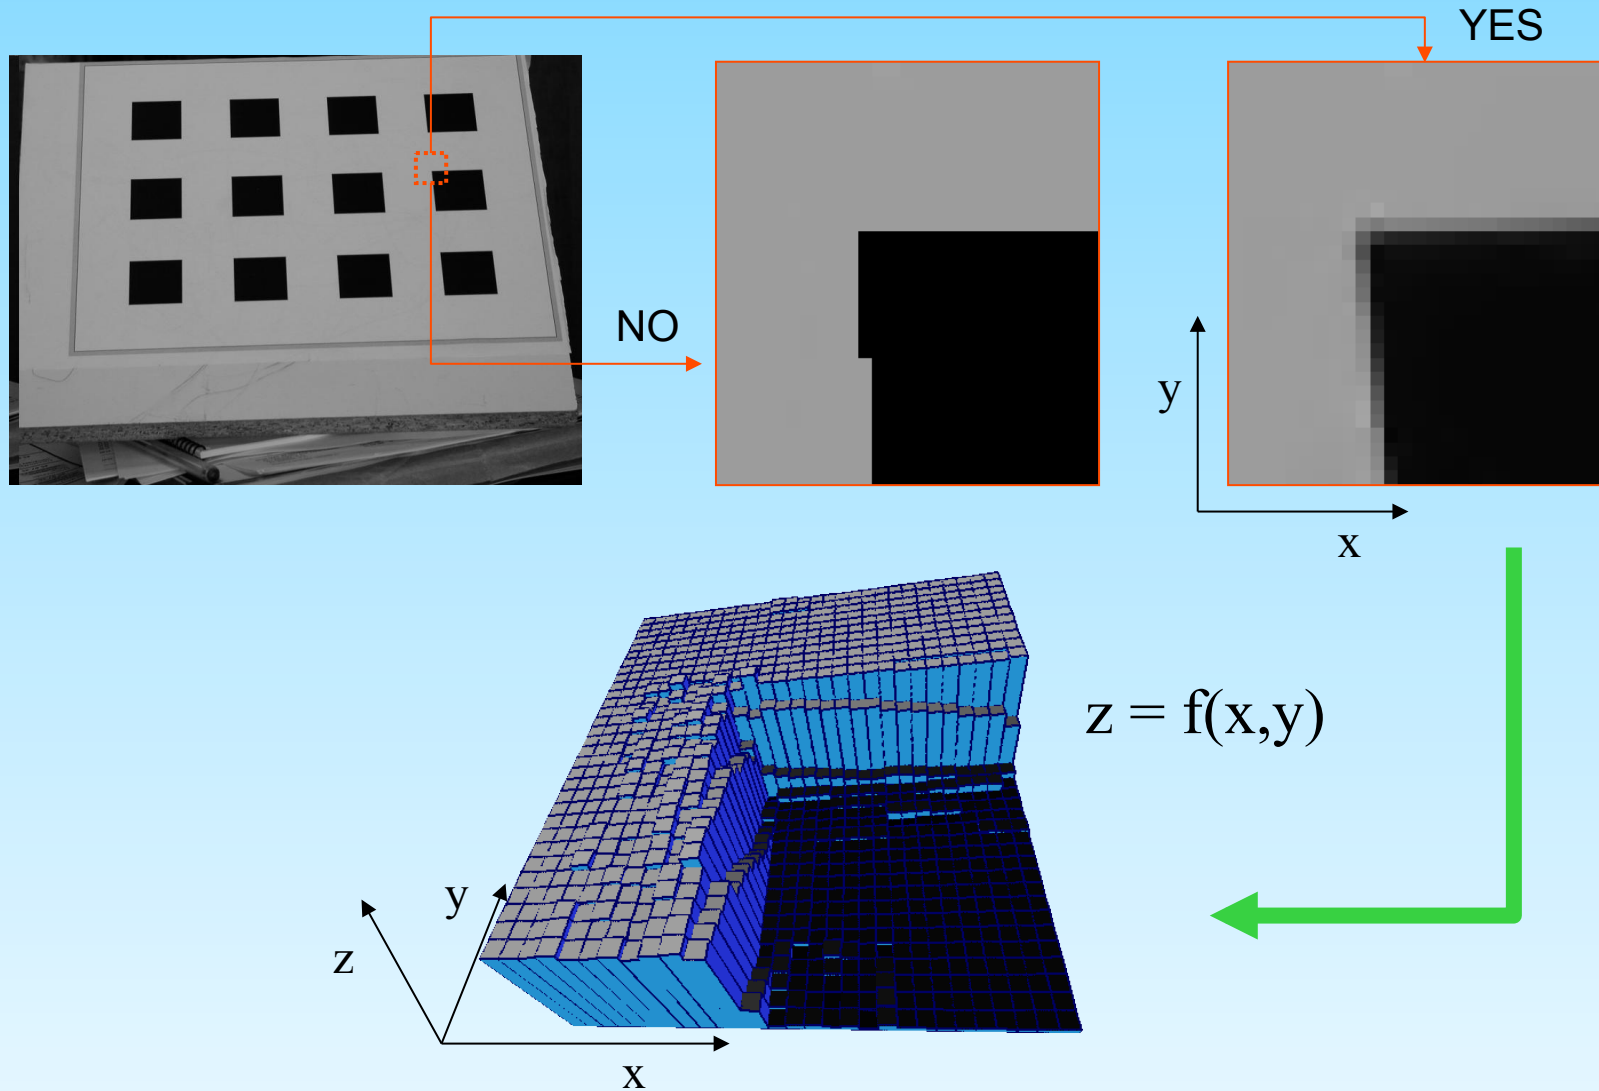 YES
NO
y
x
z = f(x,y)
y
z
x